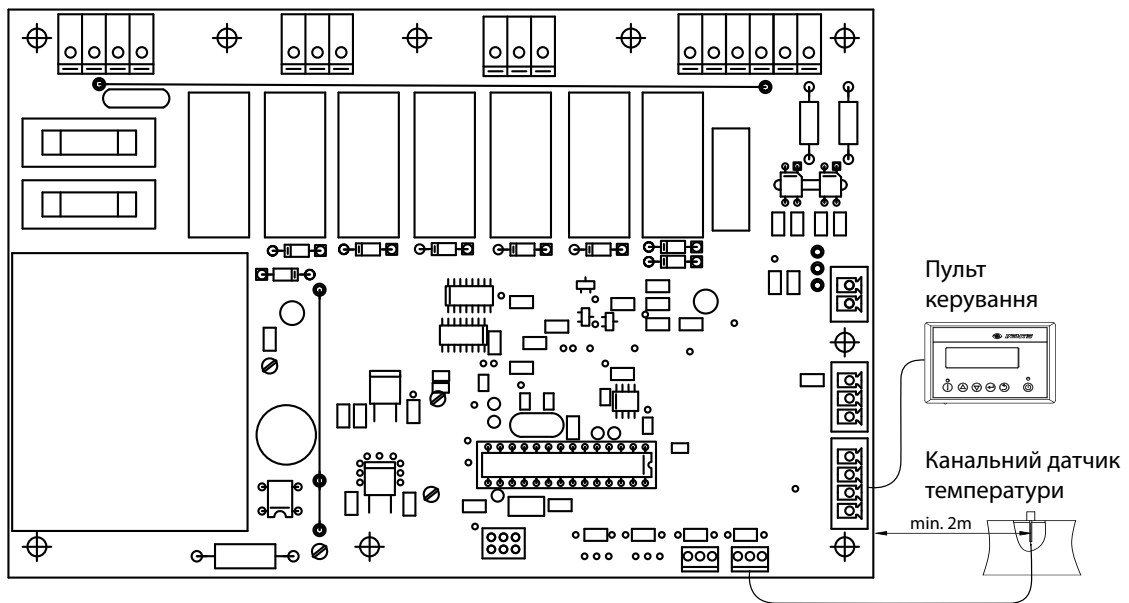 Пульт
керування
Канальний датчик
температури
min. 2m